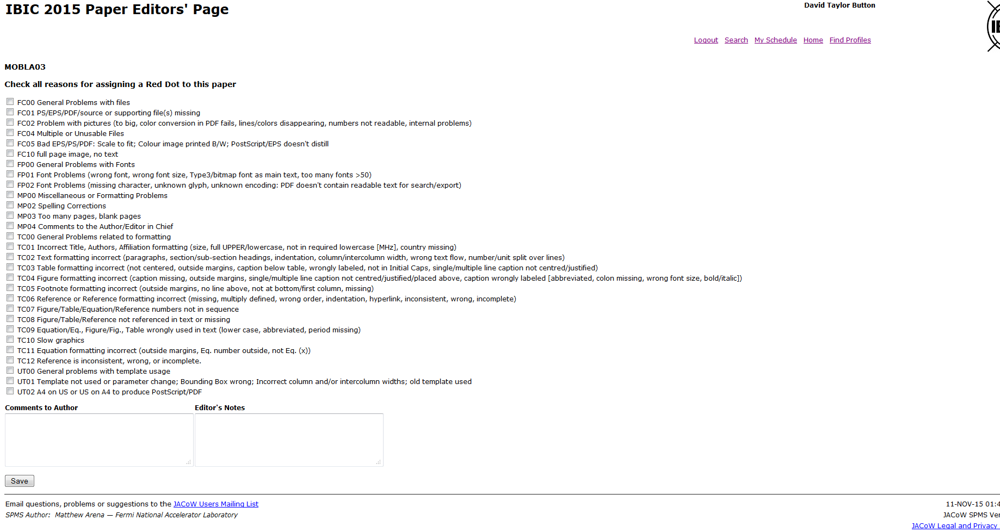 IBIC 2015 Paper Editors' Page
David Taylor Button
Logout Search My Schedule Home Find Profiles
MOBLA03
Check all reasons for assigning a Red Dot to this paper
FC00 General Problems with files
FC01 PS/EPS/PDF/source or supporting file(s) missing
FC02 Problem with pictures (to big, color conversion in PDF fails, lines/colors disappearing, numbers not readable, internal problems)
FC04 Multiple or Unusable Files
FC05 Bad EPS/PS/PDF: Scale to fit; Colour image printed B/W; PostScript/EPS doesn't distill
FC10 full page image, no text
FP00 General Problems with Fonts
FP01 Font Problems (wrong font, wrong font size, Type3/bitmap font as main text, too many fonts >50)
FP02 Font Problems (missing character, unknown glyph, unknown encoding: PDF doesn't contain readable text for search/export)
MP00 Miscellaneous or Formatting Problems
MP02 Spelling Corrections
MP03 Too many pages, blank pages
MP04 Comments to the Author/Editor in Chief
TC00 General Problems related to formatting
TC01 Incorrect Title, Authors, Affiliation formatting (size, full UPPER/lowercase, not in required lowercase [MHz], country missing)
TC02 Text formatting incorrect (paragraphs, section/sub-section headings, indentation, column/intercolumn width, wrong text flow, number/unit split over lines)
TC03 Table formatting incorrect (not centered, outside margins, caption below table, wrongly labeled, not in Initial Caps, single/multiple line caption not centred/justified)
TC04 Figure formatting incorrect (caption missing, outside margins, single/multiple line caption not centred/justified/placed above, caption wrongly labeled [abbreviated, colon missing, wrong font size, bold/italic])
TC05 Footnote formatting incorrect (outside margins, no line above, not at bottom/first column, missing)
TC06 Reference or Reference formatting incorrect (missing, multiply defined, wrong order, indentation, hyperlink, inconsistent, wrong, incomplete)
TC07 Figure/Table/Equation/Reference numbers not in sequence
TC08 Figure/Table/Reference not referenced in text or missing
TC09 Equation/Eq., Figure/Fig., Table wrongly used in text (lower case, abbreviated, period missing)
TC10 Slow graphics
TC11 Equation formatting incorrect (outside margins, Eq. number outside, not Eq. (x))
TC12 Reference is inconsistent, wrong, or incomplete.
UT00 General problems with template usage
UT01 Template not used or parameter change; Bounding Box wrong; Incorrect column and/or intercolumn widths; old template used
UT02 A4 on US or US on A4 to produce PostScript/PDF
Comments to Author Editor's Notes
Save
Email questions, problems or suggestions to the JACoW Users Mailing List
11-NOV-15 01:4
SPMS Author: Matthew Arena — Fermi National Accelerator Laboratory
JACoW SPMS Ver
JACoW Legal and Privacy